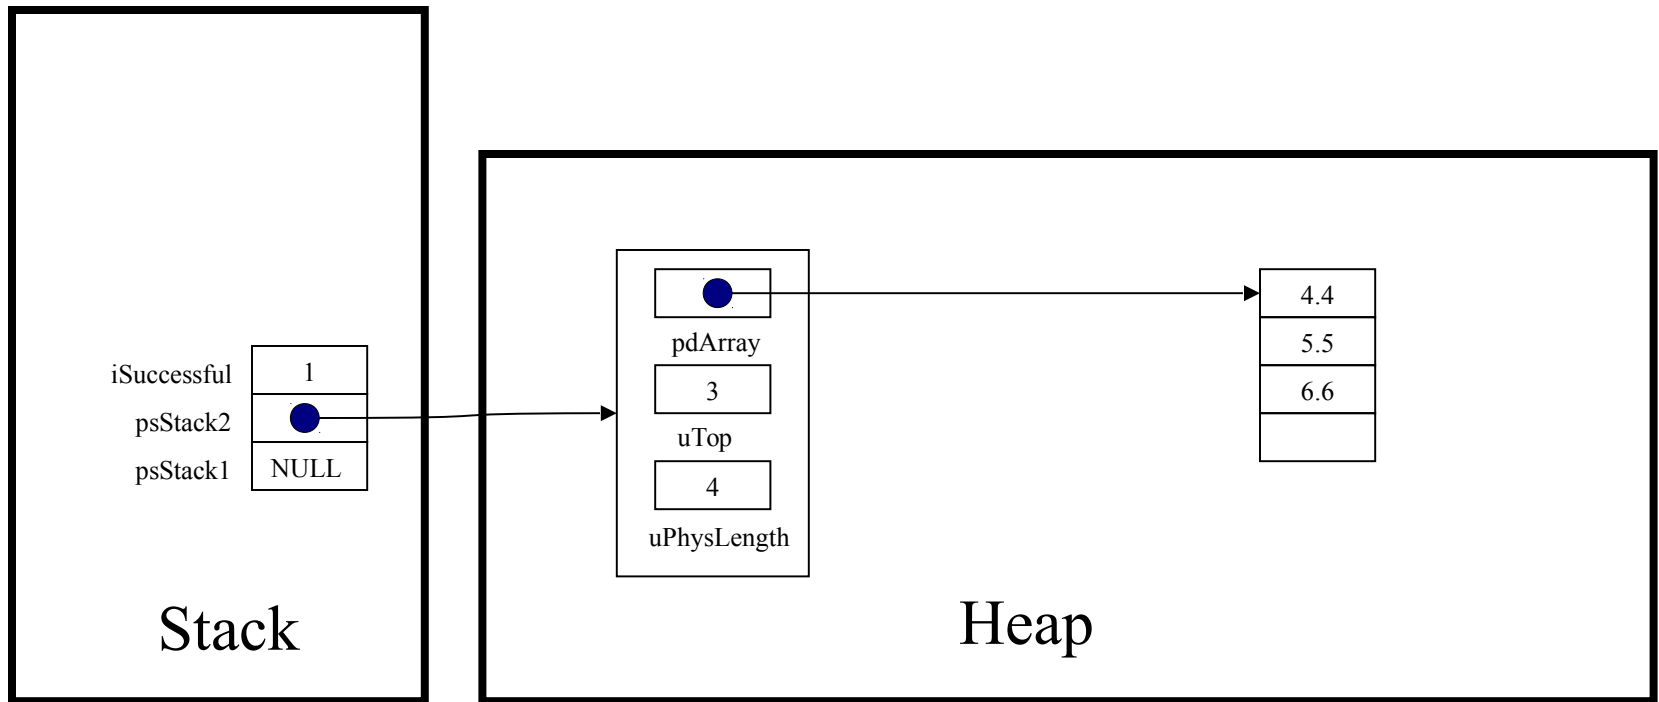 iSuccessful 1
psStack2
psStack1 NULL
Stack
pdArray
3
uTop
4
uPhysLength
4.4
5.5
6.6
Heap